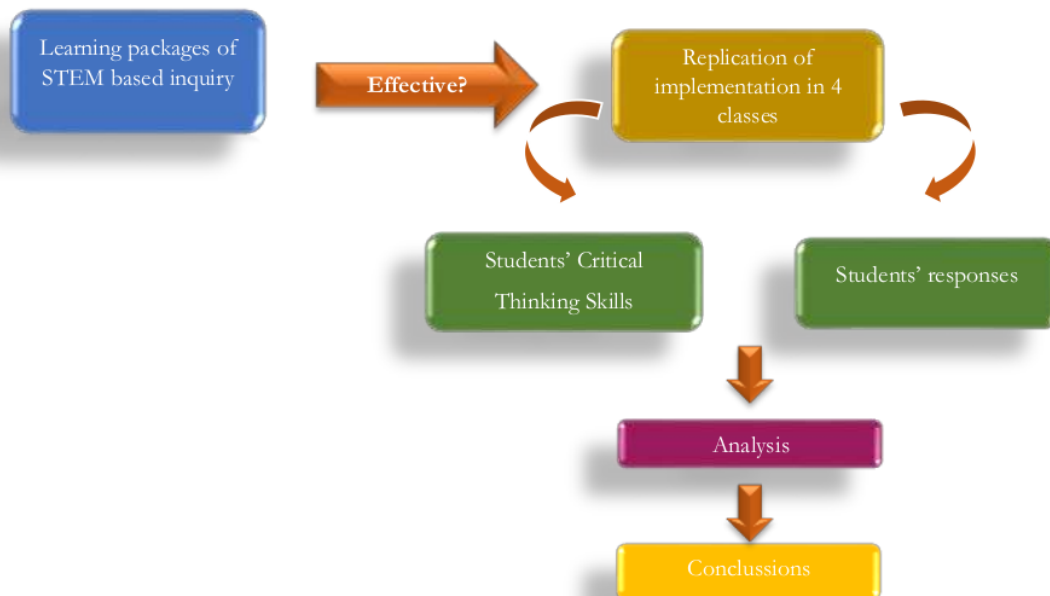 Learning packages of
STEM based inquiry
Effective?
Replication of
implementation in 4
classes
Students’ Critical
Thinking Skills
Students’ responses
Analysis
Conclussions